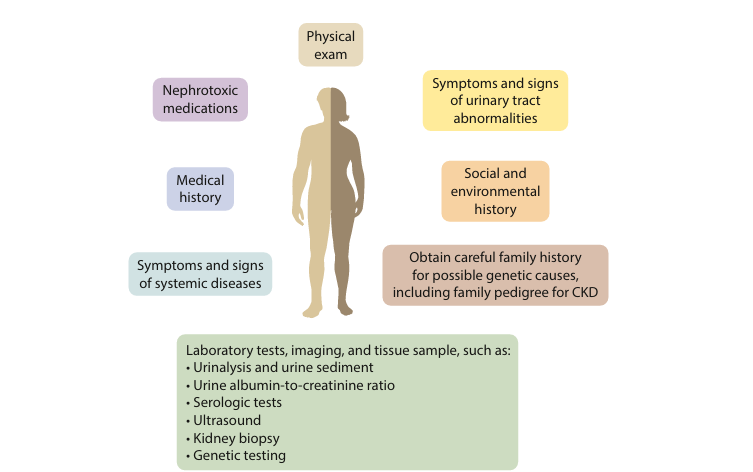 Physical
exam
Nephrotoxic
medications
Symptoms and signs
of urinary tract
abnormalities
Medical
history
Social and
environmental
history
Symptoms and signs
of systemic diseases
Obtain careful family history
for possible genetic causes,
including family pedigree for CKD
Laboratory tests, imaging, and tissue sample, such as:
• Urinalysis and urine sediment
• Urine albumin-to-creatinine ratio
• Serologic tests
• Ultrasound
• Kidney biopsy
• Genetic testing